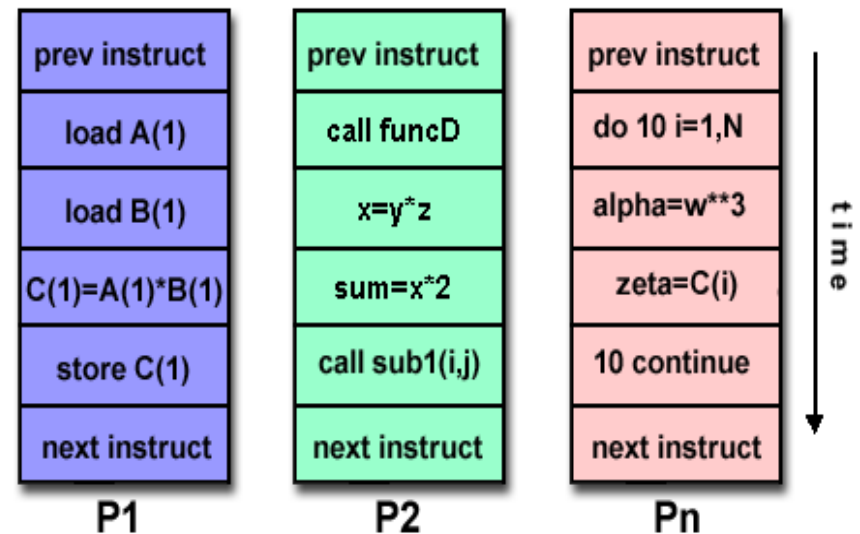 prev instruct
load A(1)
load B(1)
C(1)=A(1)*B(1)
store C(1)
next instruct
P1
prev instruct
call funcD
x=y*z
sum=x*2
call sub1(i,j)
next instruct
P2
prev instruct
do 10 i=1,N
alpha=w**3
zeta=C(i)
10 continue
next instruct
Pn
time